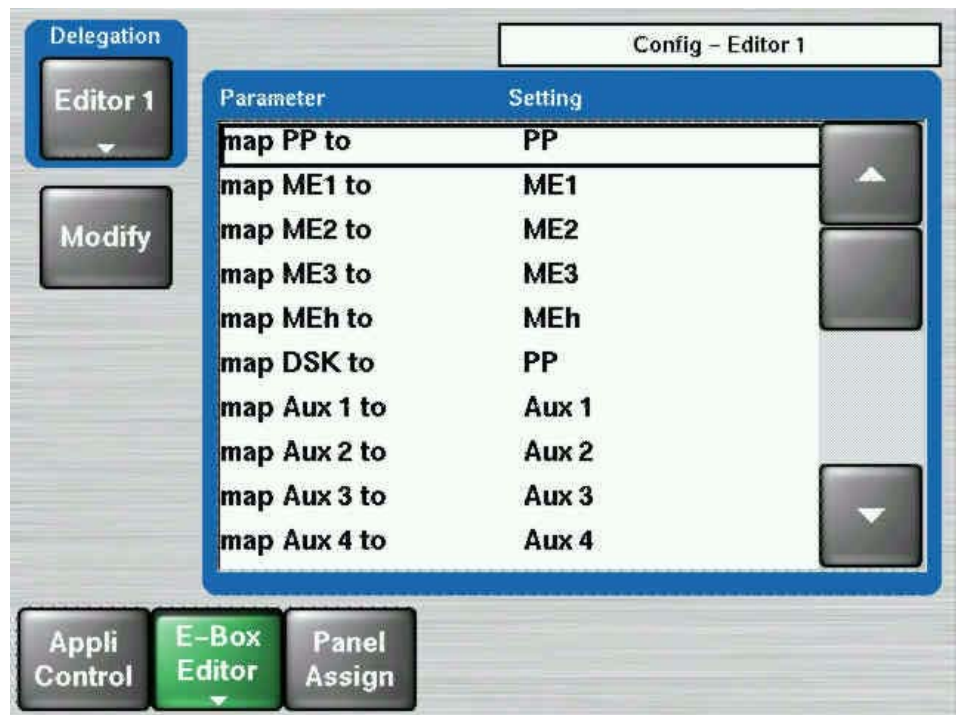 Delegation
Config – Editor 1
Editor 1
Parameter Setting
map PP to PP
map ME1 to ME1
Modify
map ME2 to ME2
map ME3 to ME3
map MEh to MEh
map DSK to PP
map Aux 1 to Aux 1
map Aux 2 to Aux 2
map Aux 3 to Aux 3
map Aux 4 to Aux 4
Appli Control
E-Box Editor
Panel Assign